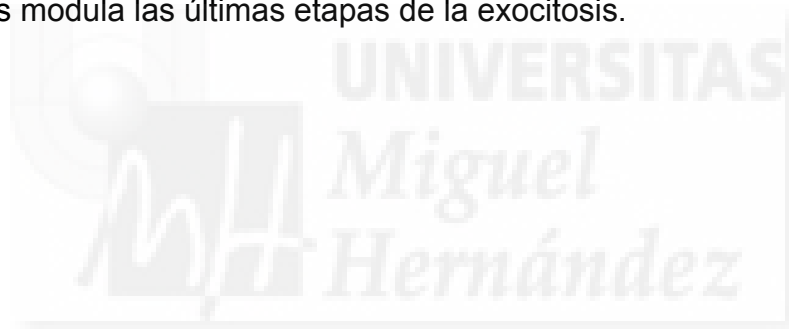 s modula las últimas etapas de la exocitosis.
UNIVERSITAS
Miguel
Hernández